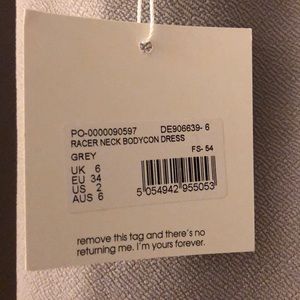 PO-0000090597 DE906639- 6
RACER NECK BODYCON DRESS
GREY FS- 54
UK 6
EU 34
US 2
AUS 6
5 054942 955053
remove this tag and there's no
returning me. I'm yours forever.